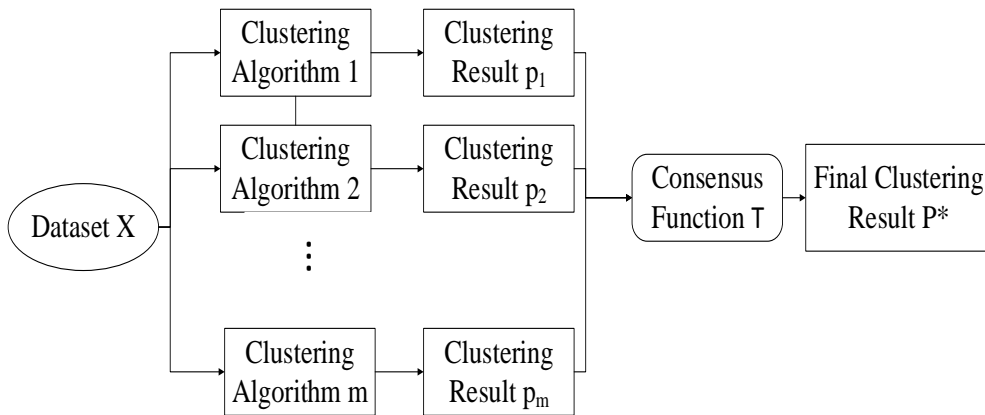 Clustering
Algorithm 1
Clustering
Result p₁
Clustering
Algorithm 2
Clustering
Result p₂
Dataset X
Consensus
Function T
Final Clustering
Result P*
⋮
Clustering
Algorithm m
Clustering
Result pₘ